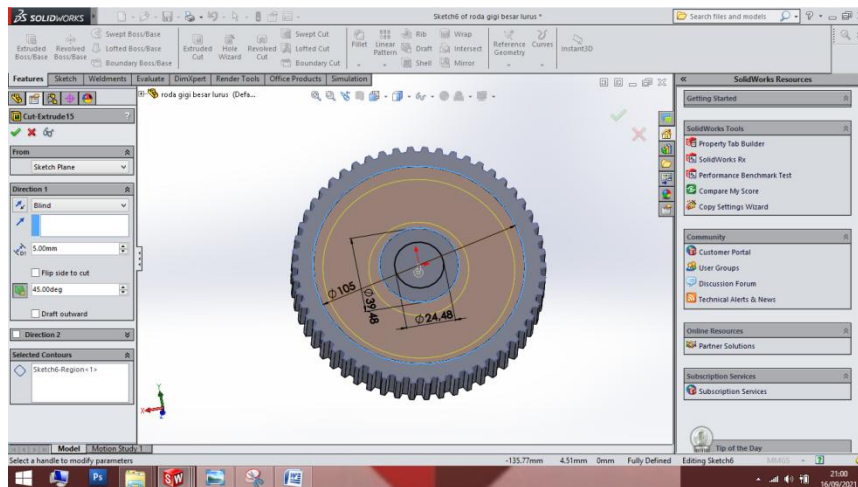 SOLIDWORKS
Sketch6 of roda gigi besar lurus *
Search files and models
Extruded Boss/Base
Revolved Boss/Base
Swept Boss/Base
Lofted Boss/Base
Boundary Boss/Base
Extruded Cut
Hole Wizard
Revolved Cut
Swept Cut
Lofted Cut
Boundary Cut
Fillet
Linear Pattern
Rib
Draft
Shell
Wrap
Intersect
Mirror
Reference Geometry
Curves
Instant3D
Features Sketch Weldments Evaluate DimXpert Render Tools Office Products Simulation
roda gigi besar lurus (Defa...
Cut-Extrude15
?
From
Sketch Plane
Direction 1
Blind
5.00mm
Flip side to cut
45.00deg
Draft outward
Direction 2
Selected Contours
Sketch6-Region<1>
Ø105
Ø39,48
Ø24,48
Y
X
Z
SolidWorks Resources
Getting Started
SolidWorks Tools
Property Tab Builder
SolidWorks Rx
Performance Benchmark Test
Compare My Score
Copy Settings Wizard
Community
Customer Portal
User Groups
Discussion Forum
Technical Alerts & News
Online Resources
Partner Solutions
Subscription Services
Subscription Services
Tip of the Day
Model Motion Study 1
Select a handle to modify parameters
-135.77mm 4.51mm 0mm Fully Defined Editing Sketch6 MMGS
Ps
SW
21:00
16/09/2021